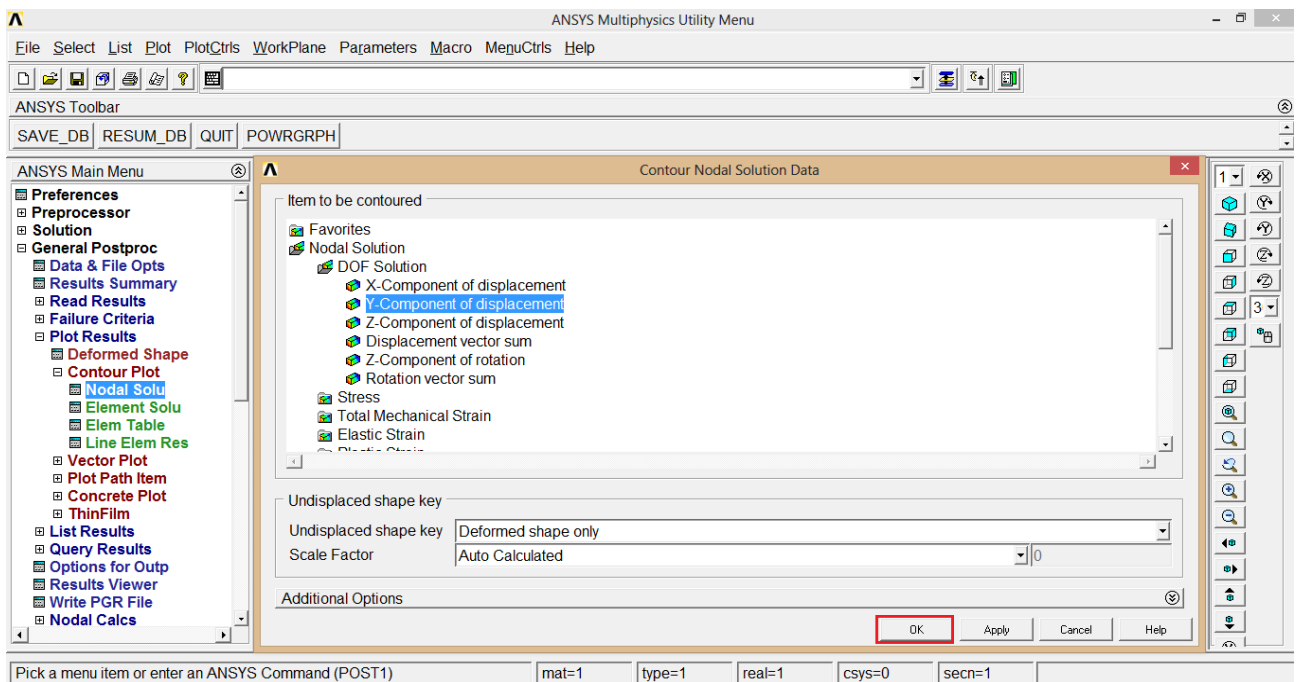 ANSYS Multiphysics Utility Menu
File Select List Plot PlotCtrls WorkPlane Parameters Macro MenuCtrls Help
ANSYS Toolbar
SAVE_DB RESUM_DB QUIT POWRGRPH
ANSYS Main Menu
Preferences
Preprocessor
Solution
General Postproc
Data & File Opts
Results Summary
Read Results
Failure Criteria
Plot Results
Deformed Shape
Contour Plot
Nodal Solu
Element Solu
Elem Table
Line Elem Res
Vector Plot
Plot Path Item
Concrete Plot
ThinFilm
List Results
Query Results
Options for Outp
Results Viewer
Write PGR File
Nodal Calcs
Contour Nodal Solution Data
Item to be contoured
Favorites
Nodal Solution
DOF Solution
X-Component of displacement
Y-Component of displacement
Z-Component of displacement
Displacement vector sum
Z-Component of rotation
Rotation vector sum
Stress
Total Mechanical Strain
Elastic Strain
Plastic Strain
Undisplaced shape key
Undisplaced shape key Deformed shape only
Scale Factor Auto Calculated 0
Additional Options
OK Apply Cancel Help
1
3
Pick a menu item or enter an ANSYS Command (POST1) mat=1 type=1 real=1 csys=0 secn=1